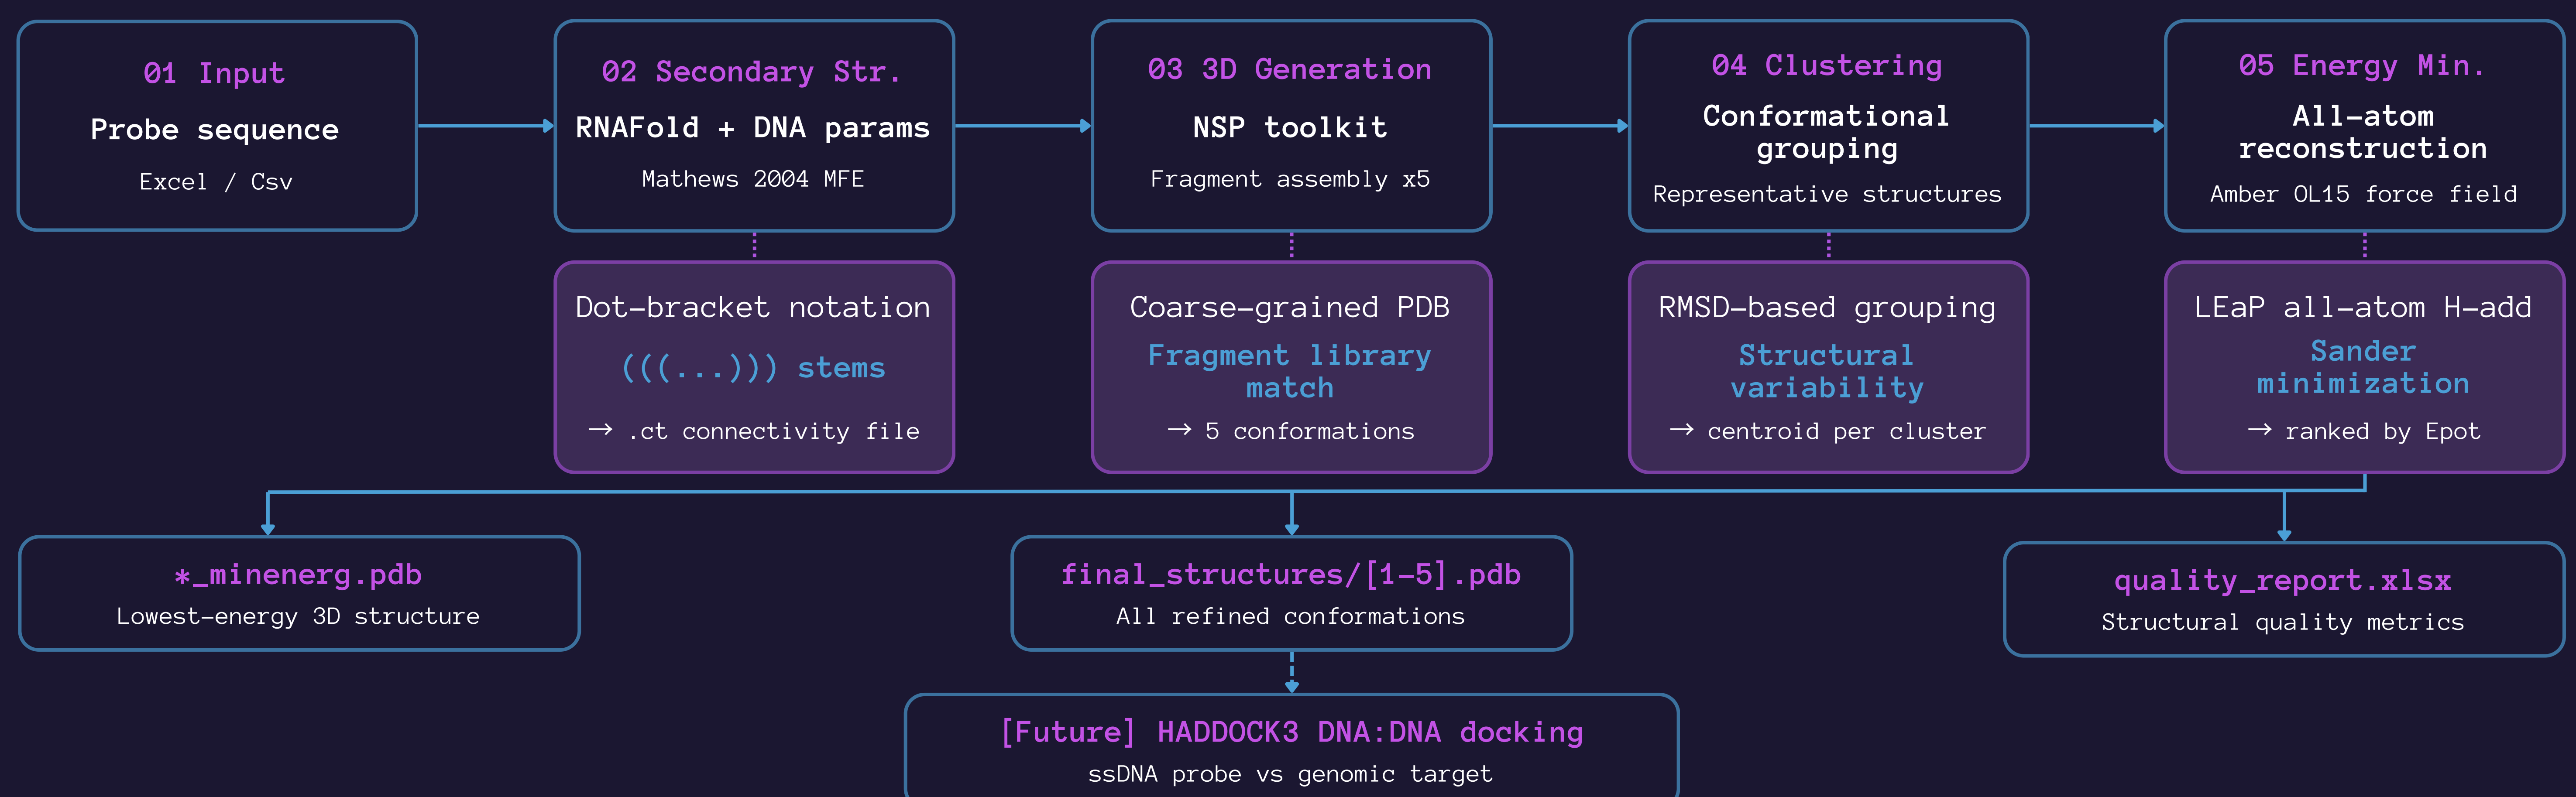 01 Input
Probe sequence
Excel / Csv
02 Secondary Str.
RNAFold + DNA params
Mathews 2004 MFE
03 3D Generation
NSP toolkit
Fragment assembly x5
04 Clustering
Conformational
grouping
Representative structures
05 Energy Min.
All-atom
reconstruction
Amber OL15 force field
Dot-bracket notation
(((...))) stems
→ .ct connectivity file
Coarse-grained PDB
Fragment library
match
→ 5 conformations
RMSD-based grouping
Structural
variability
→ centroid per cluster
LEaP all-atom H-add
Sander
minimization
→ ranked by Epot
*_minenerg.pdb
Lowest-energy 3D structure
final_structures/[1-5].pdb
All refined conformations
quality_report.xlsx
Structural quality metrics
[Future] HADDOCK3 DNA:DNA docking
ssDNA probe vs genomic target